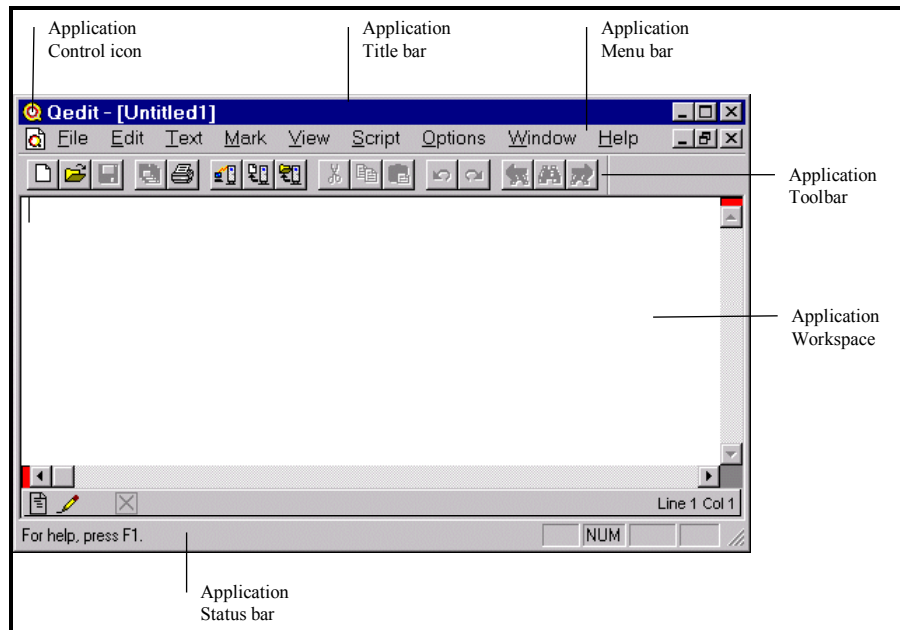 Application
Control icon
Application
Title bar
Application
Menu bar
Qedit - [Untitled1]
File Edit Text Mark View Script Options Window Help
Application
Toolbar
Application
Workspace
Line 1 Col 1
For help, press F1.
NUM
Application
Status bar